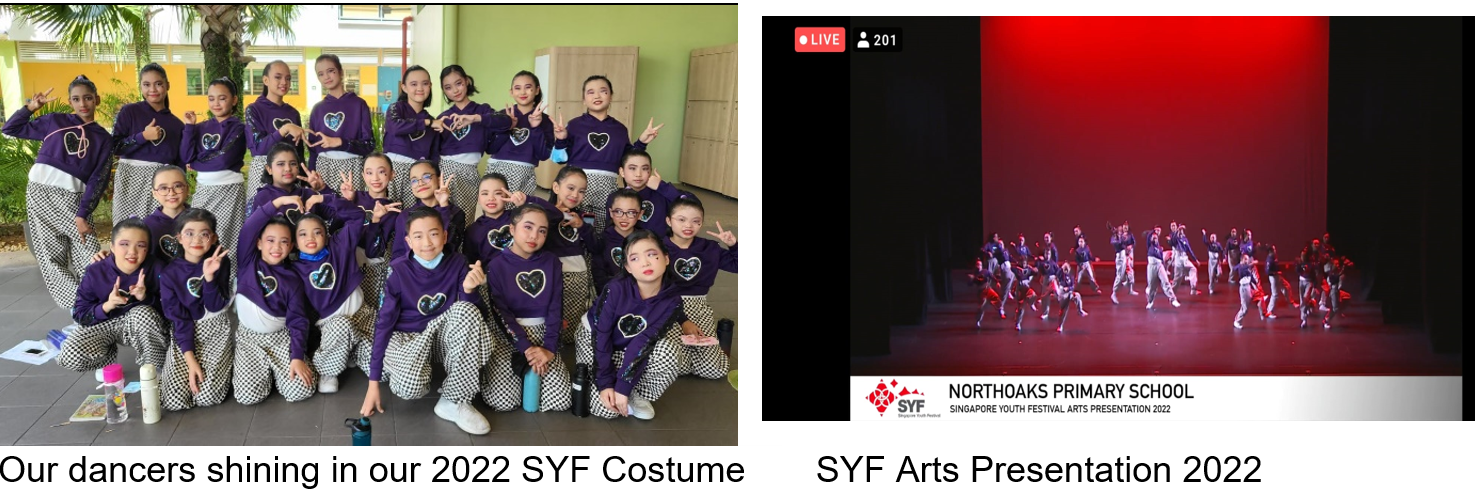 LIVE 201
NORTHOAKS PRIMARY SCHOOL
SYF
SINGAPORE YOUTH FESTIVAL ARTS PRESENTATION 2022
Singapore Youth Festival
Our dancers shining in our 2022 SYF Costume
SYF Arts Presentation 2022